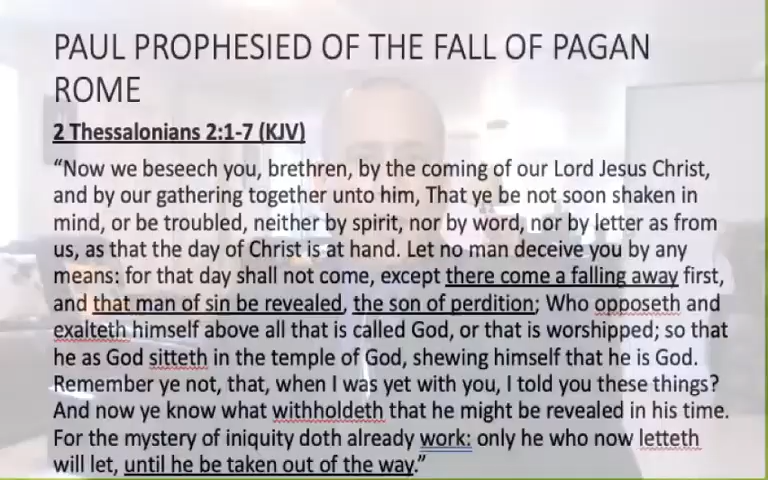 PAUL PROPHESIED OF THE FALL OF PAGAN
ROME
2 Thessalonians 2:1-7 (KJV)
“Now we beseech you, brethren, by the coming of our Lord Jesus Christ,
and by our gathering together unto him, That ye be not soon shaken in
mind, or be troubled, neither by spirit, nor by word, nor by letter as from
us, as that the day of Christ is at hand. Let no man deceive you by any
means: for that day shall not come, except there come a falling away first,
and that man of sin be revealed, the son of perdition; Who opposeth and
exalteth himself above all that is called God, or that is worshipped; so that
he as God sitteth in the temple of God, shewing himself that he is God.
Remember ye not, that, when I was yet with you, I told you these things?
And now ye know what withholdeth that he might be revealed in his time.
For the mystery of iniquity doth already work: only he who now letteth
will let, until he be taken out of the way.”